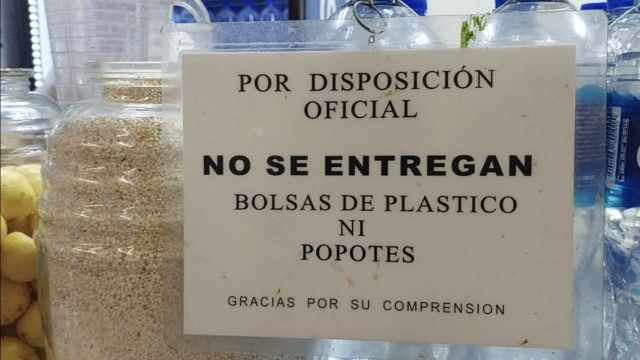 POR DISPOSICIÓN
OFICIAL
NO SE ENTREGAN
BOLSAS DE PLASTICO
NI
POPOTES
GRACIAS POR SU COMPRENSION